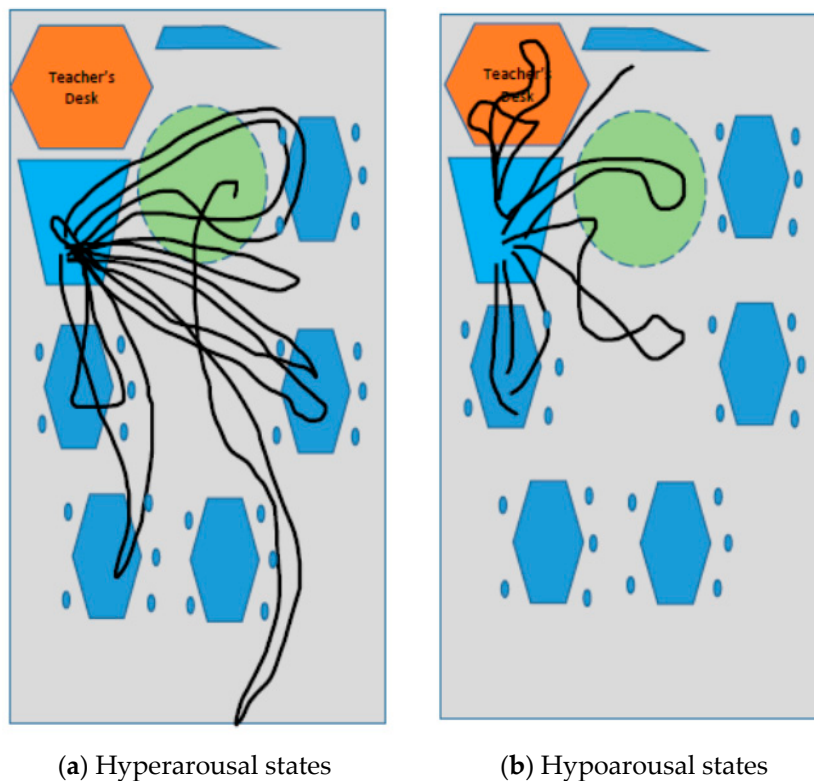 Teacher's
Desk
Teacher's
Desk
(a) Hyperarousal states
(b) Hypoarousal states